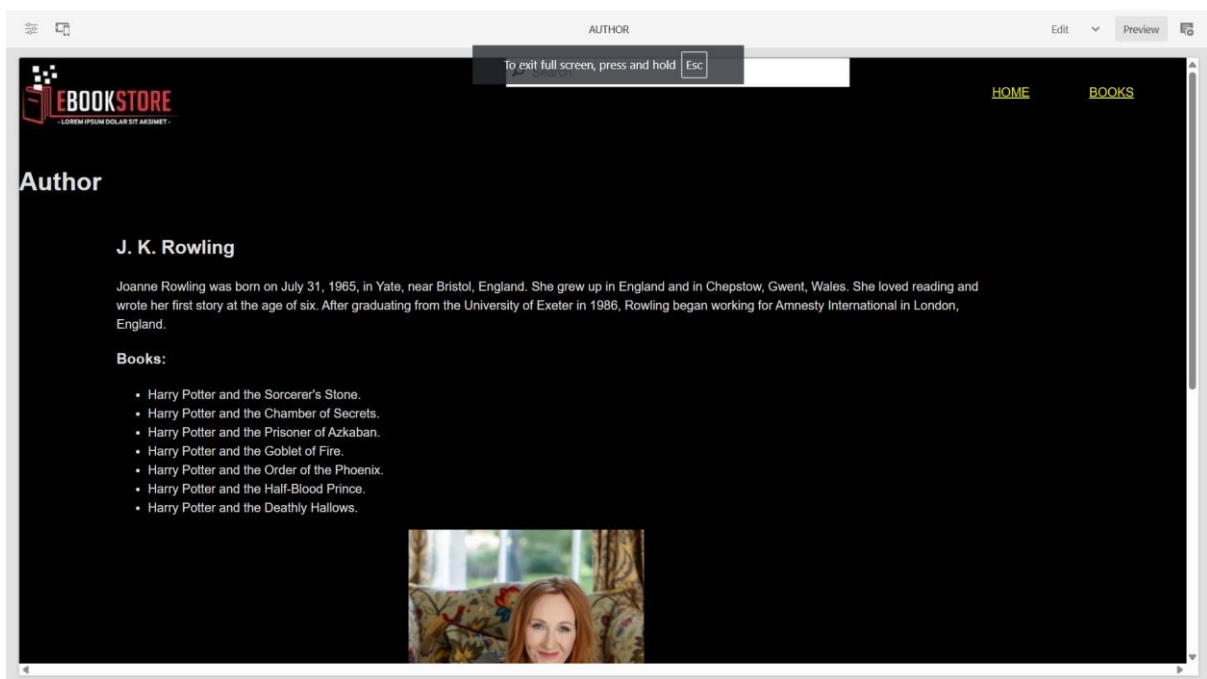 AUTHOR
Edit
Preview
To exit full screen, press and hold Esc
Search
EBOOKSTORE
- LOREM IPSUM DOLAR SIT AKSIMET -
HOME
BOOKS
Author
J. K. Rowling
Joanne Rowling was born on July 31, 1965, in Yate, near Bristol, England. She grew up in England and in Chepstow, Gwent, Wales. She loved reading and
wrote her first story at the age of six. After graduating from the University of Exeter in 1986, Rowling began working for Amnesty International in London,
England.
Books:
• Harry Potter and the Sorcerer's Stone.
• Harry Potter and the Chamber of Secrets.
• Harry Potter and the Prisoner of Azkaban.
• Harry Potter and the Goblet of Fire.
• Harry Potter and the Order of the Phoenix.
• Harry Potter and the Half-Blood Prince.
• Harry Potter and the Deathly Hallows.